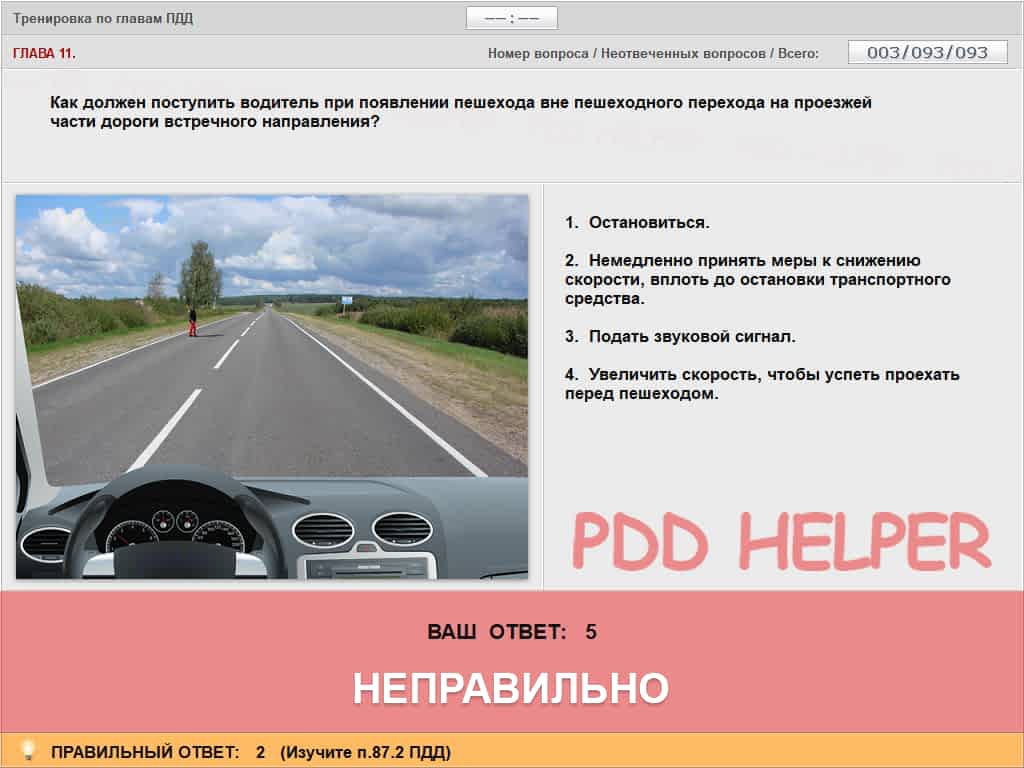 Тренировка по главам ПДД
–– : ––
ГЛАВА 11.
Номер вопроса / Неотвеченных вопросов / Всего:
003/093/093
Как должен поступить водитель при появлении пешехода вне пешеходного перехода на проезжей
части дороги встречного направления?
1. Остановиться.
2. Немедленно принять меры к снижению
скорости, вплоть до остановки транспортного
средства.
3. Подать звуковой сигнал.
4. Увеличить скорость, чтобы успеть проехать
перед пешеходом.
PDD HELPER
ВАШ ОТВЕТ: 5
НЕПРАВИЛЬНО
ПРАВИЛЬНЫЙ ОТВЕТ: 2 (Изучите п.87.2 ПДД)